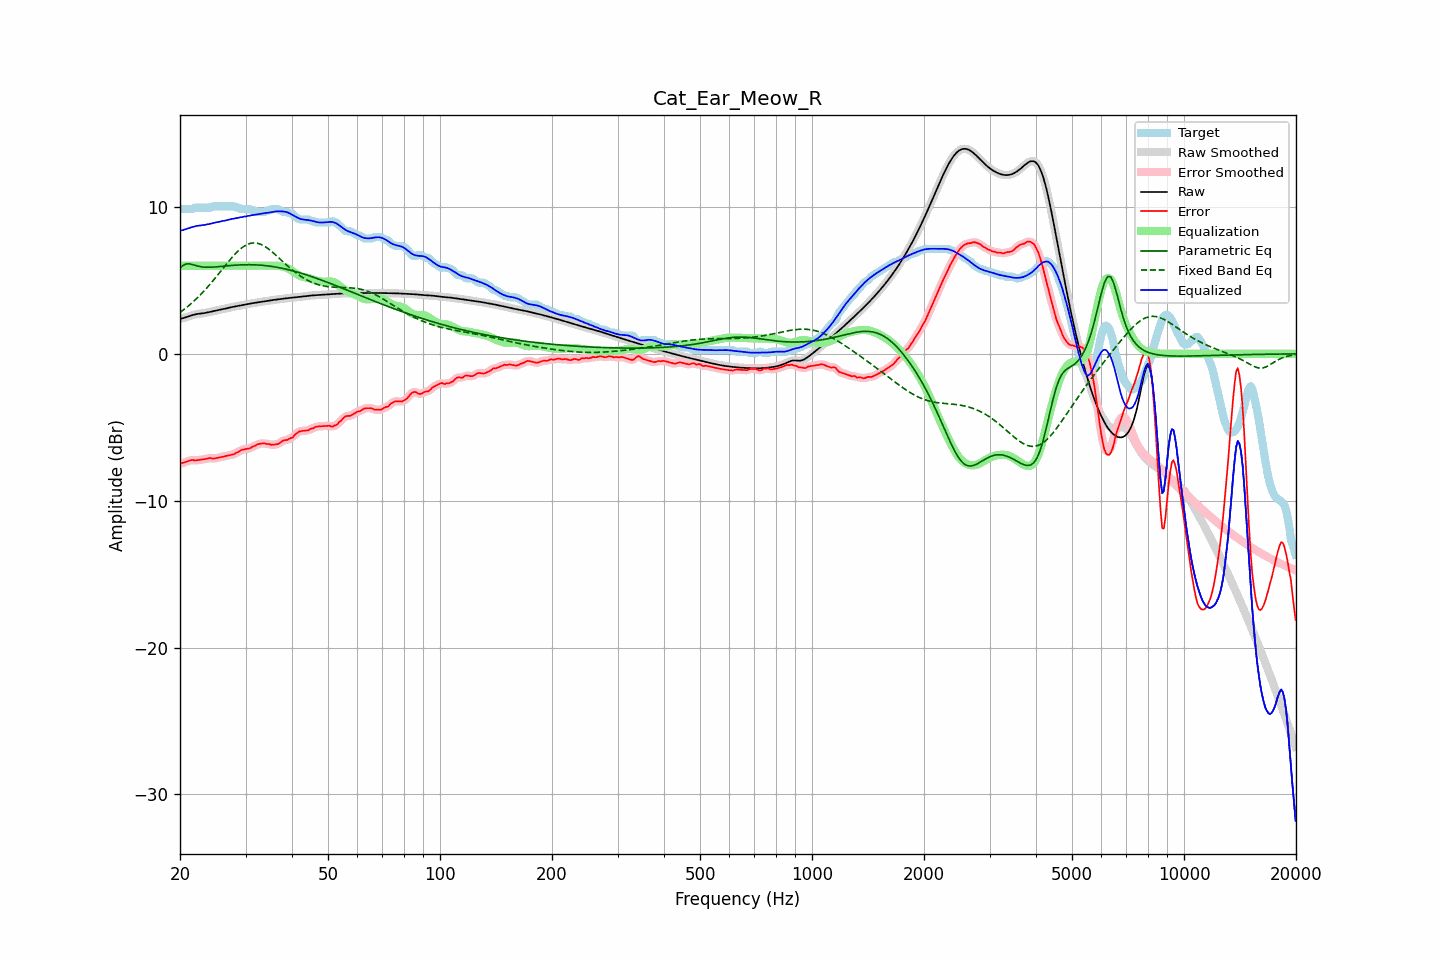 Cat_Ear_Meow_R
Target
Raw Smoothed
Error Smoothed
Raw
Error
Equalization
Parametric Eq
Fixed Band Eq
Equalized
Amplitude (dBr)
10
0
−10
−20
−30
20
50
100
200
500
1000
2000
5000
10000
20000
Frequency (Hz)